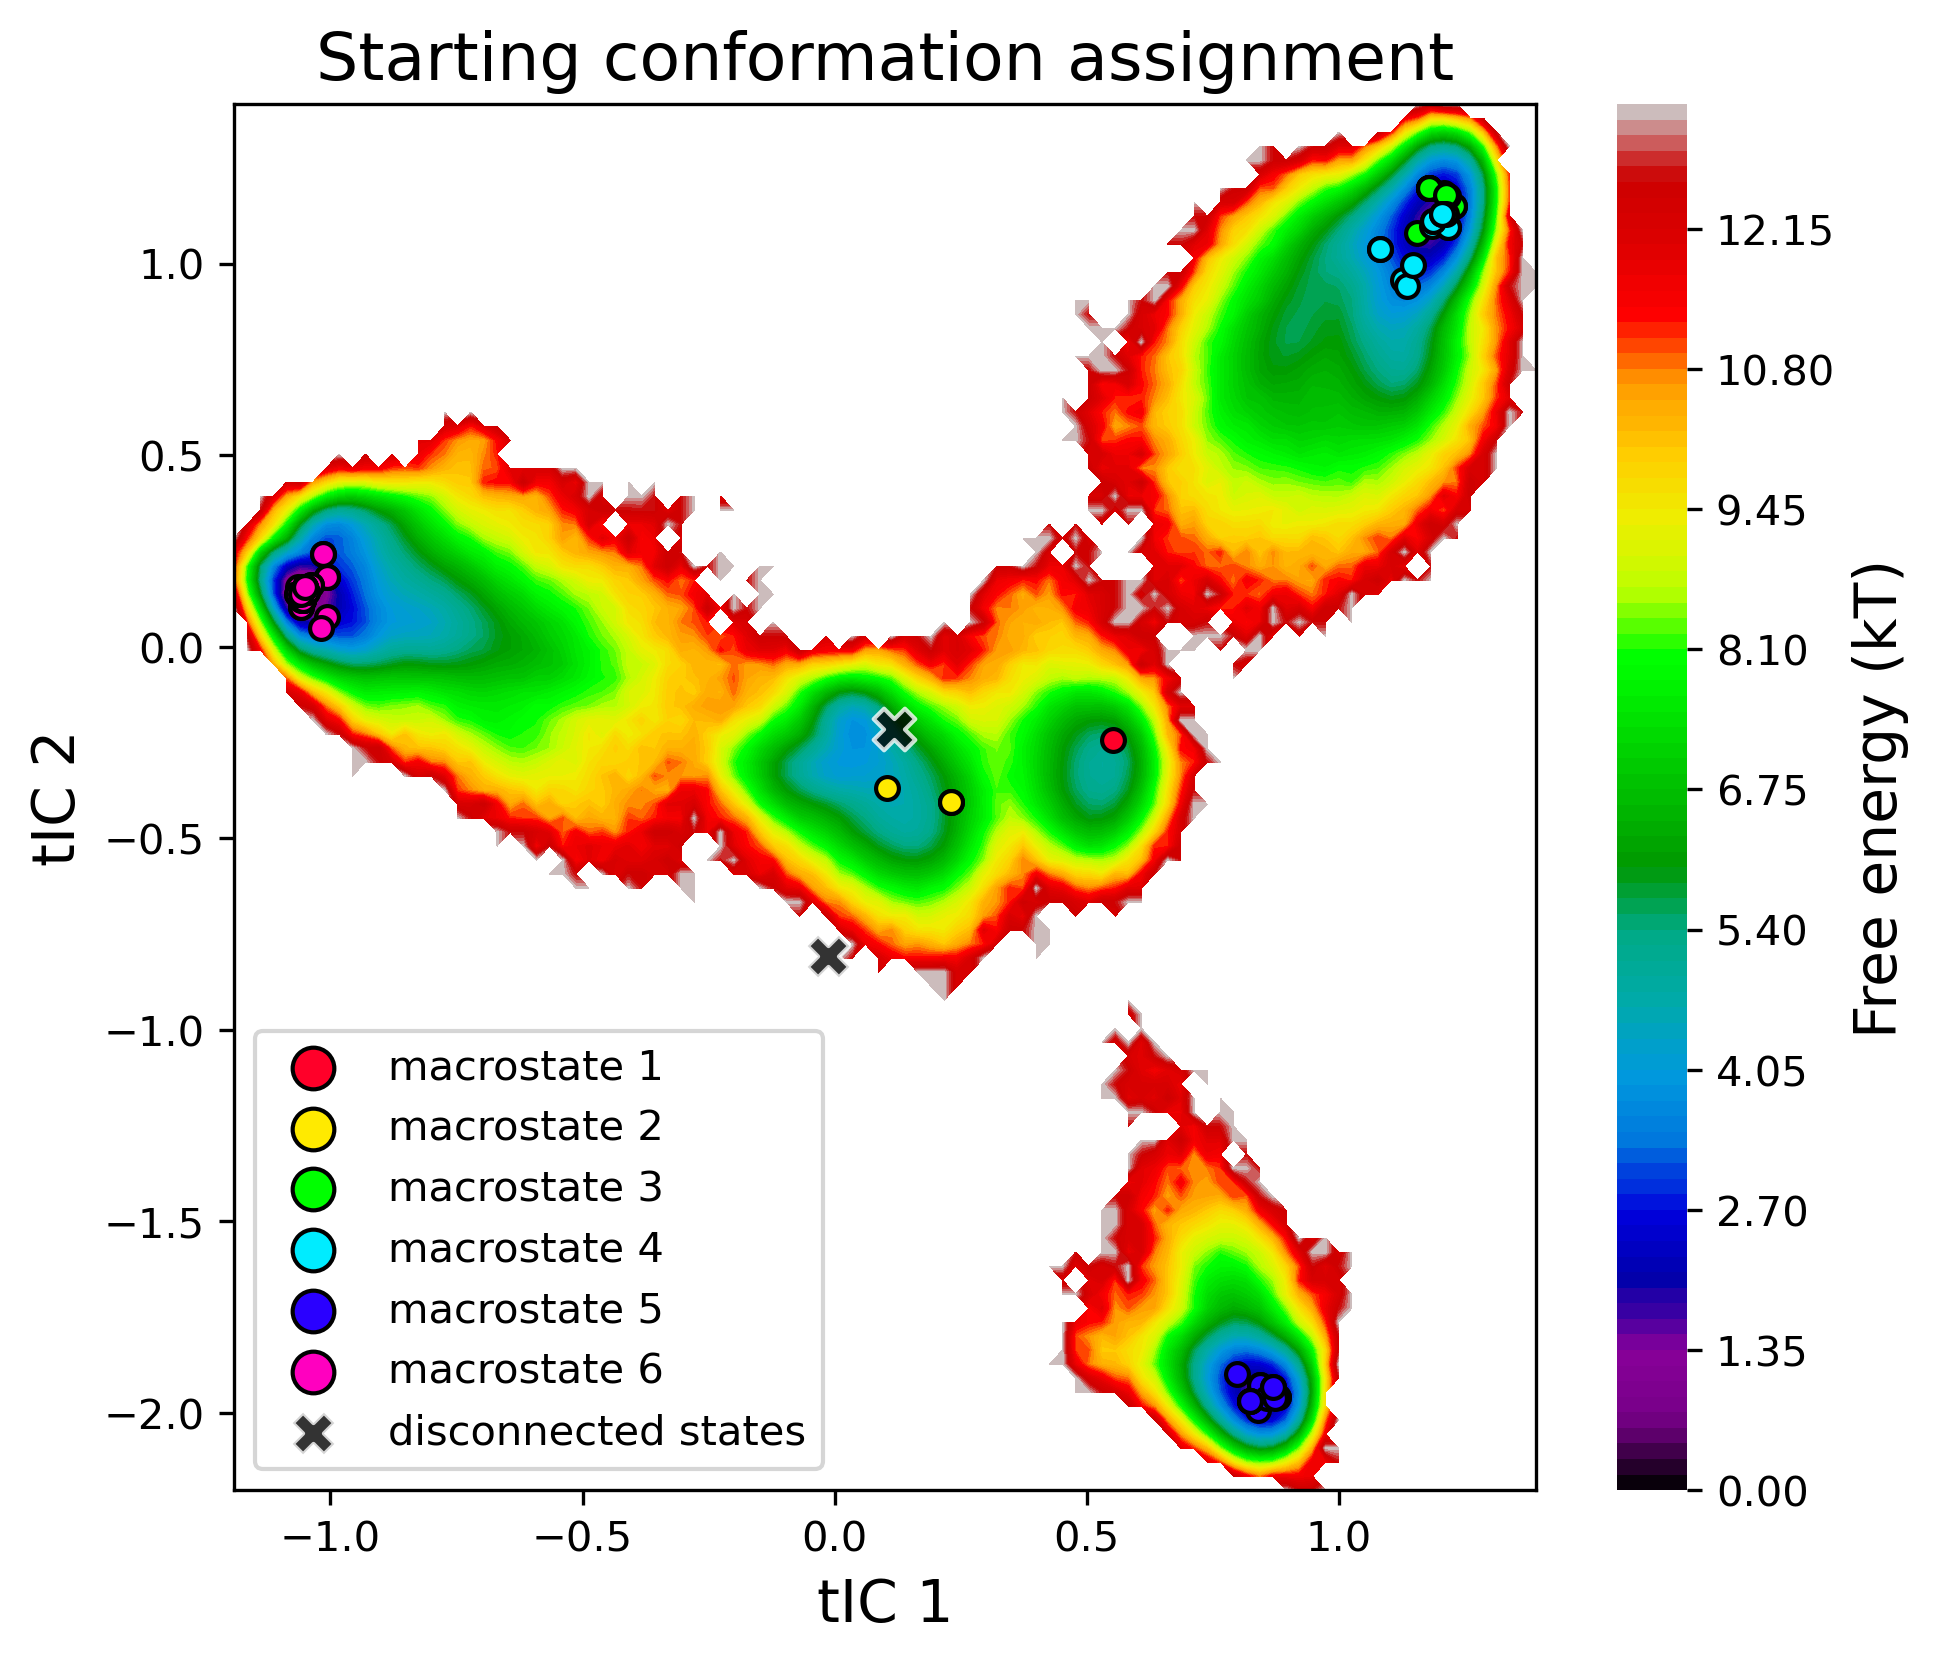 Starting conformation assignment
1.0
0.5
0.0
−0.5
−1.0
−1.5
−2.0
tIC 2
−1.0
−0.5
0.0
0.5
1.0
tIC 1
macrostate 1
macrostate 2
macrostate 3
macrostate 4
macrostate 5
macrostate 6
disconnected states
12.15
10.80
9.45
8.10
6.75
5.40
4.05
2.70
1.35
0.00
Free energy (kT)